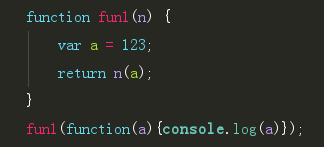 function fun1(n) {
    var a = 123;
    return n(a);
}
fun1(function(a){console.log(a)});